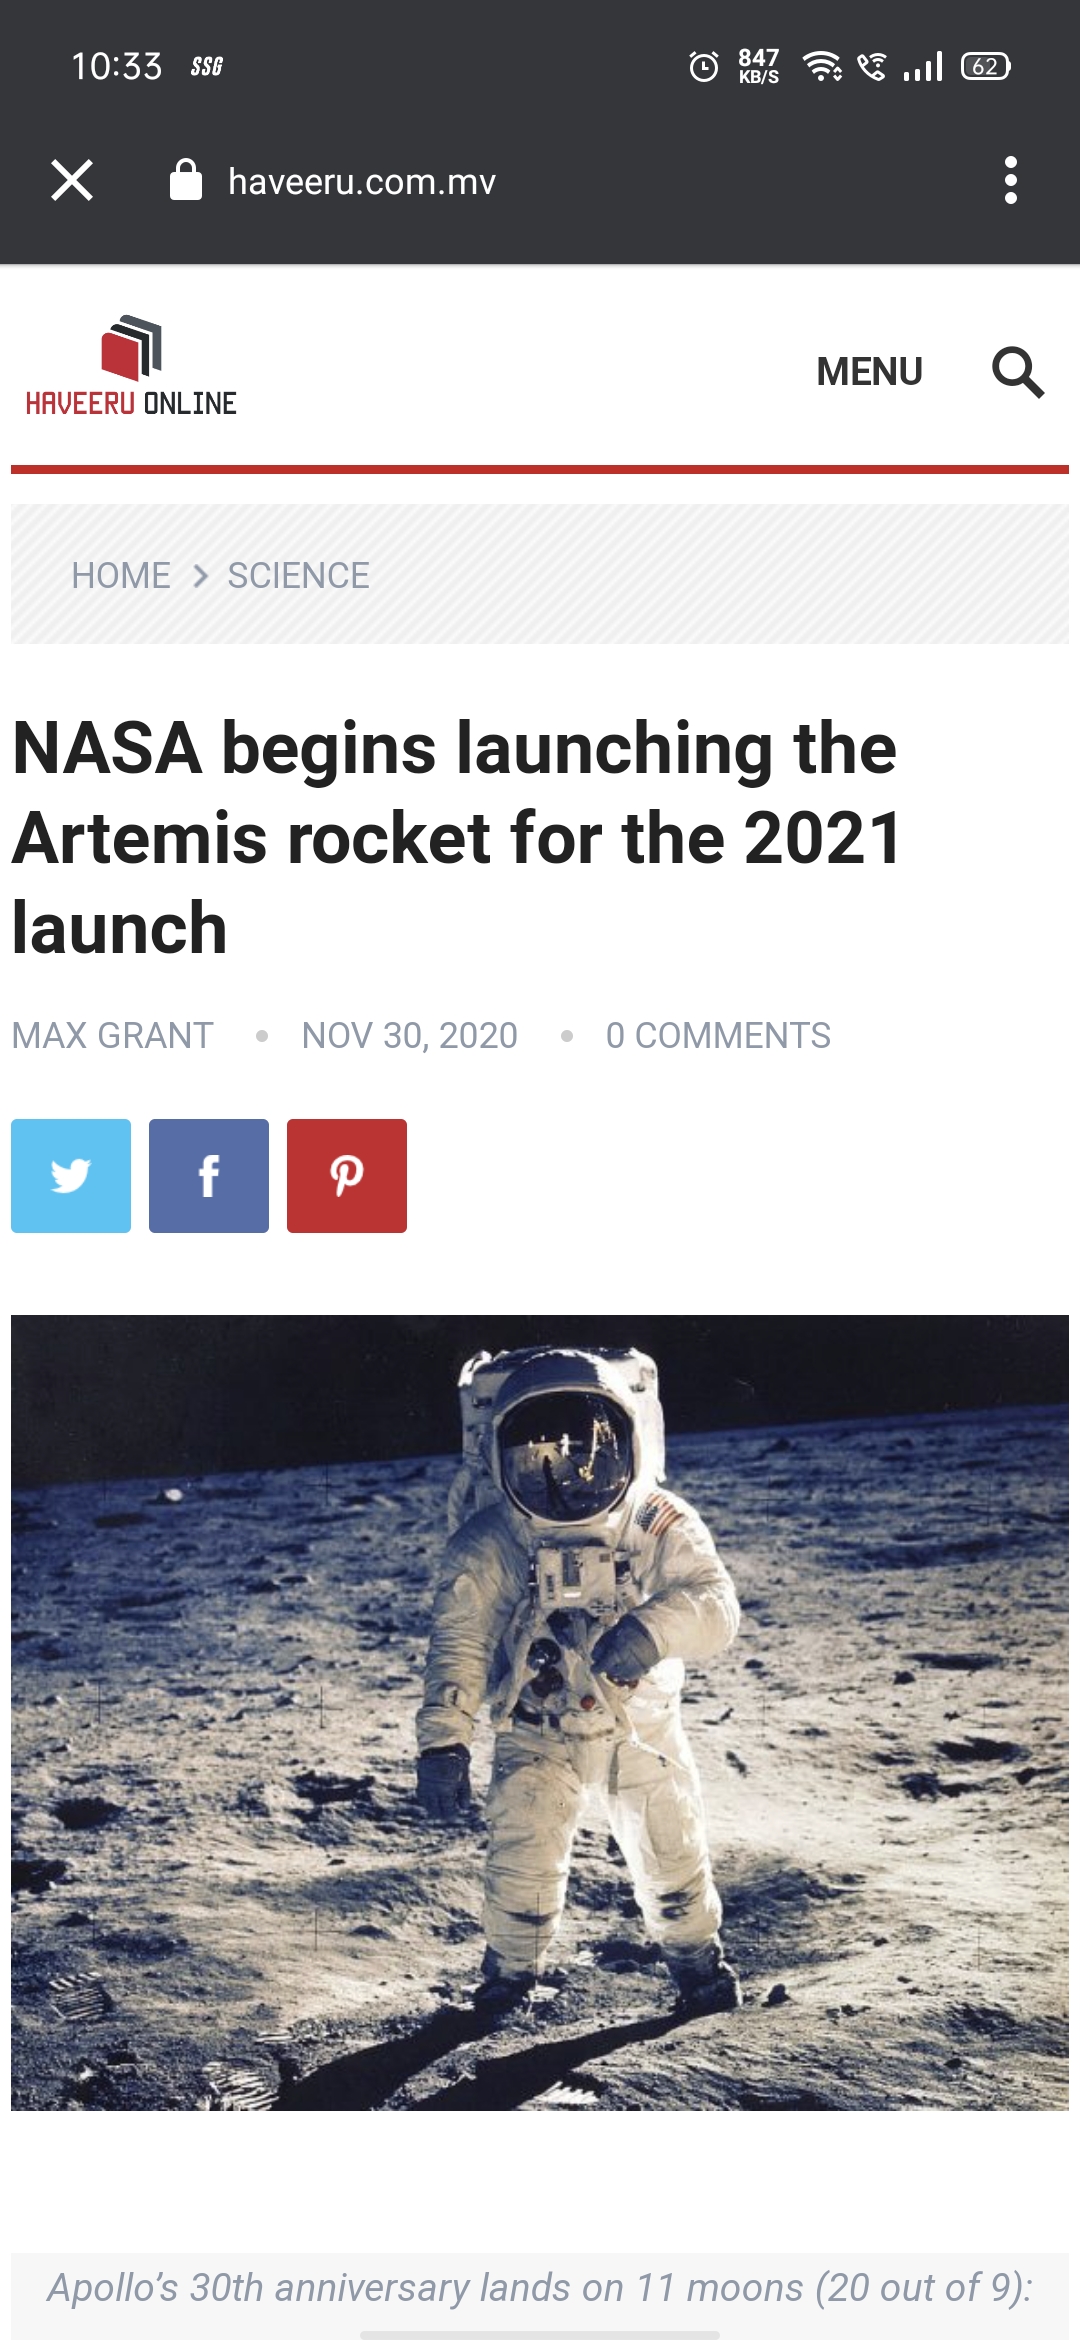 10:33 SSG 847 KB/S 62
haveeru.com.mv
HAVEERU ONLINE
MENU
HOME > SCIENCE
NASA begins launching the
Artemis rocket for the 2021
launch
MAX GRANT • NOV 30, 2020 • 0 COMMENTS
Apollo’s 30th anniversary lands on 11 moons (20 out of 9):